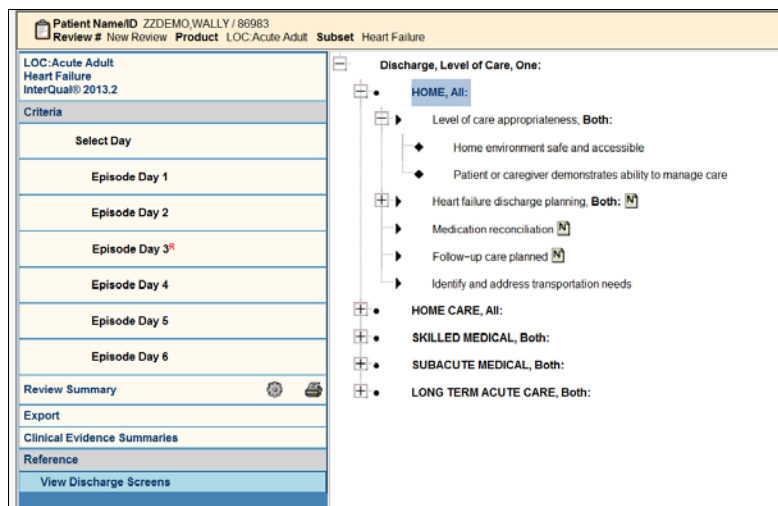 Patient Name/ID ZZDEMO,WALLY / 86983
Review # New Review Product LOC:Acute Adult Subset Heart Failure
LOC:Acute Adult
Heart Failure
InterQual® 2013.2
Criteria
Select Day
Episode Day 1
Episode Day 2
Episode Day 3R
Episode Day 4
Episode Day 5
Episode Day 6
Review Summary
Export
Clinical Evidence Summaries
Reference
View Discharge Screens
Discharge, Level of Care, One:
HOME, All:
Level of care appropriateness, Both:
Home environment safe and accessible
Patient or caregiver demonstrates ability to manage care
Heart failure discharge planning, Both: N
Medication reconciliation N
Follow-up care planned N
Identify and address transportation needs
HOME CARE, All:
SKILLED MEDICAL, Both:
SUBACUTE MEDICAL, Both:
LONG TERM ACUTE CARE, Both: